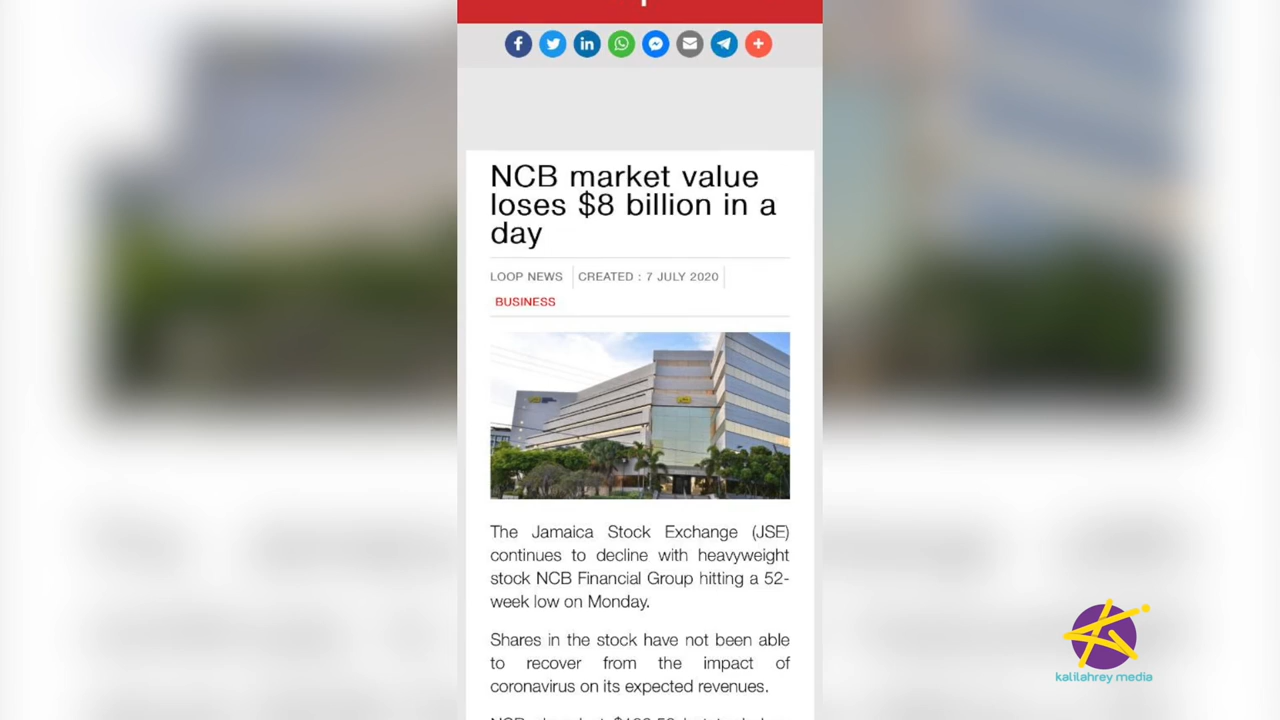 NCB market value
loses $8 billion in a
day
LOOP NEWS
CREATED : 7 JULY 2020
BUSINESS
The Jamaica Stock Exchange (JSE)
continues to decline with heavyweight
stock NCB Financial Group hitting a 52-
week low on Monday.
Shares in the stock have not been able
to recover from the impact of
coronavirus on its expected revenues.
kalilahrey media